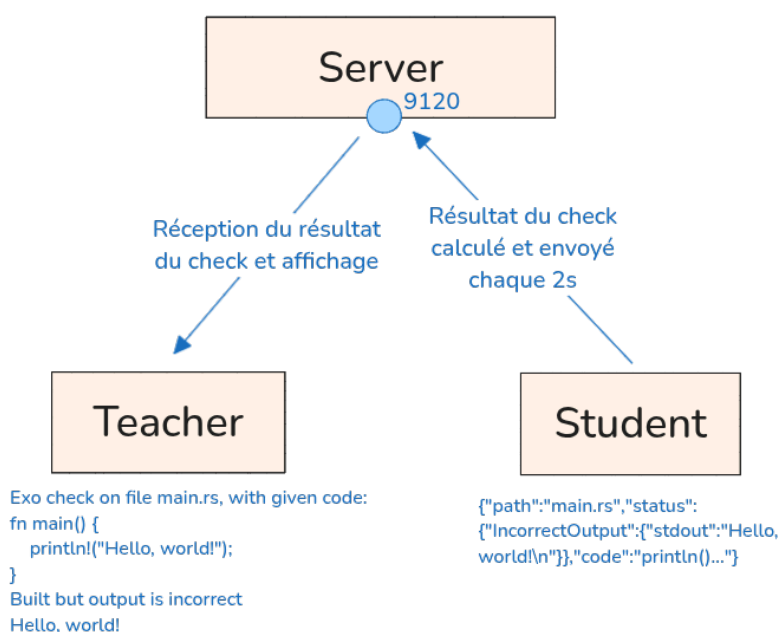 Server
9120
Réception du résultat
du check et affichage
Résultat du check
calculé et envoyé
chaque 2s
Teacher
Student
Exo check on file main.rs, with given code:
fn main() {
    println!("Hello, world!");
}
Built but output is incorrect
Hello, world!
{"path":"main.rs","status":
{"IncorrectOutput":{"stdout":"Hello,
world!\n"}},"code":"println()..."}